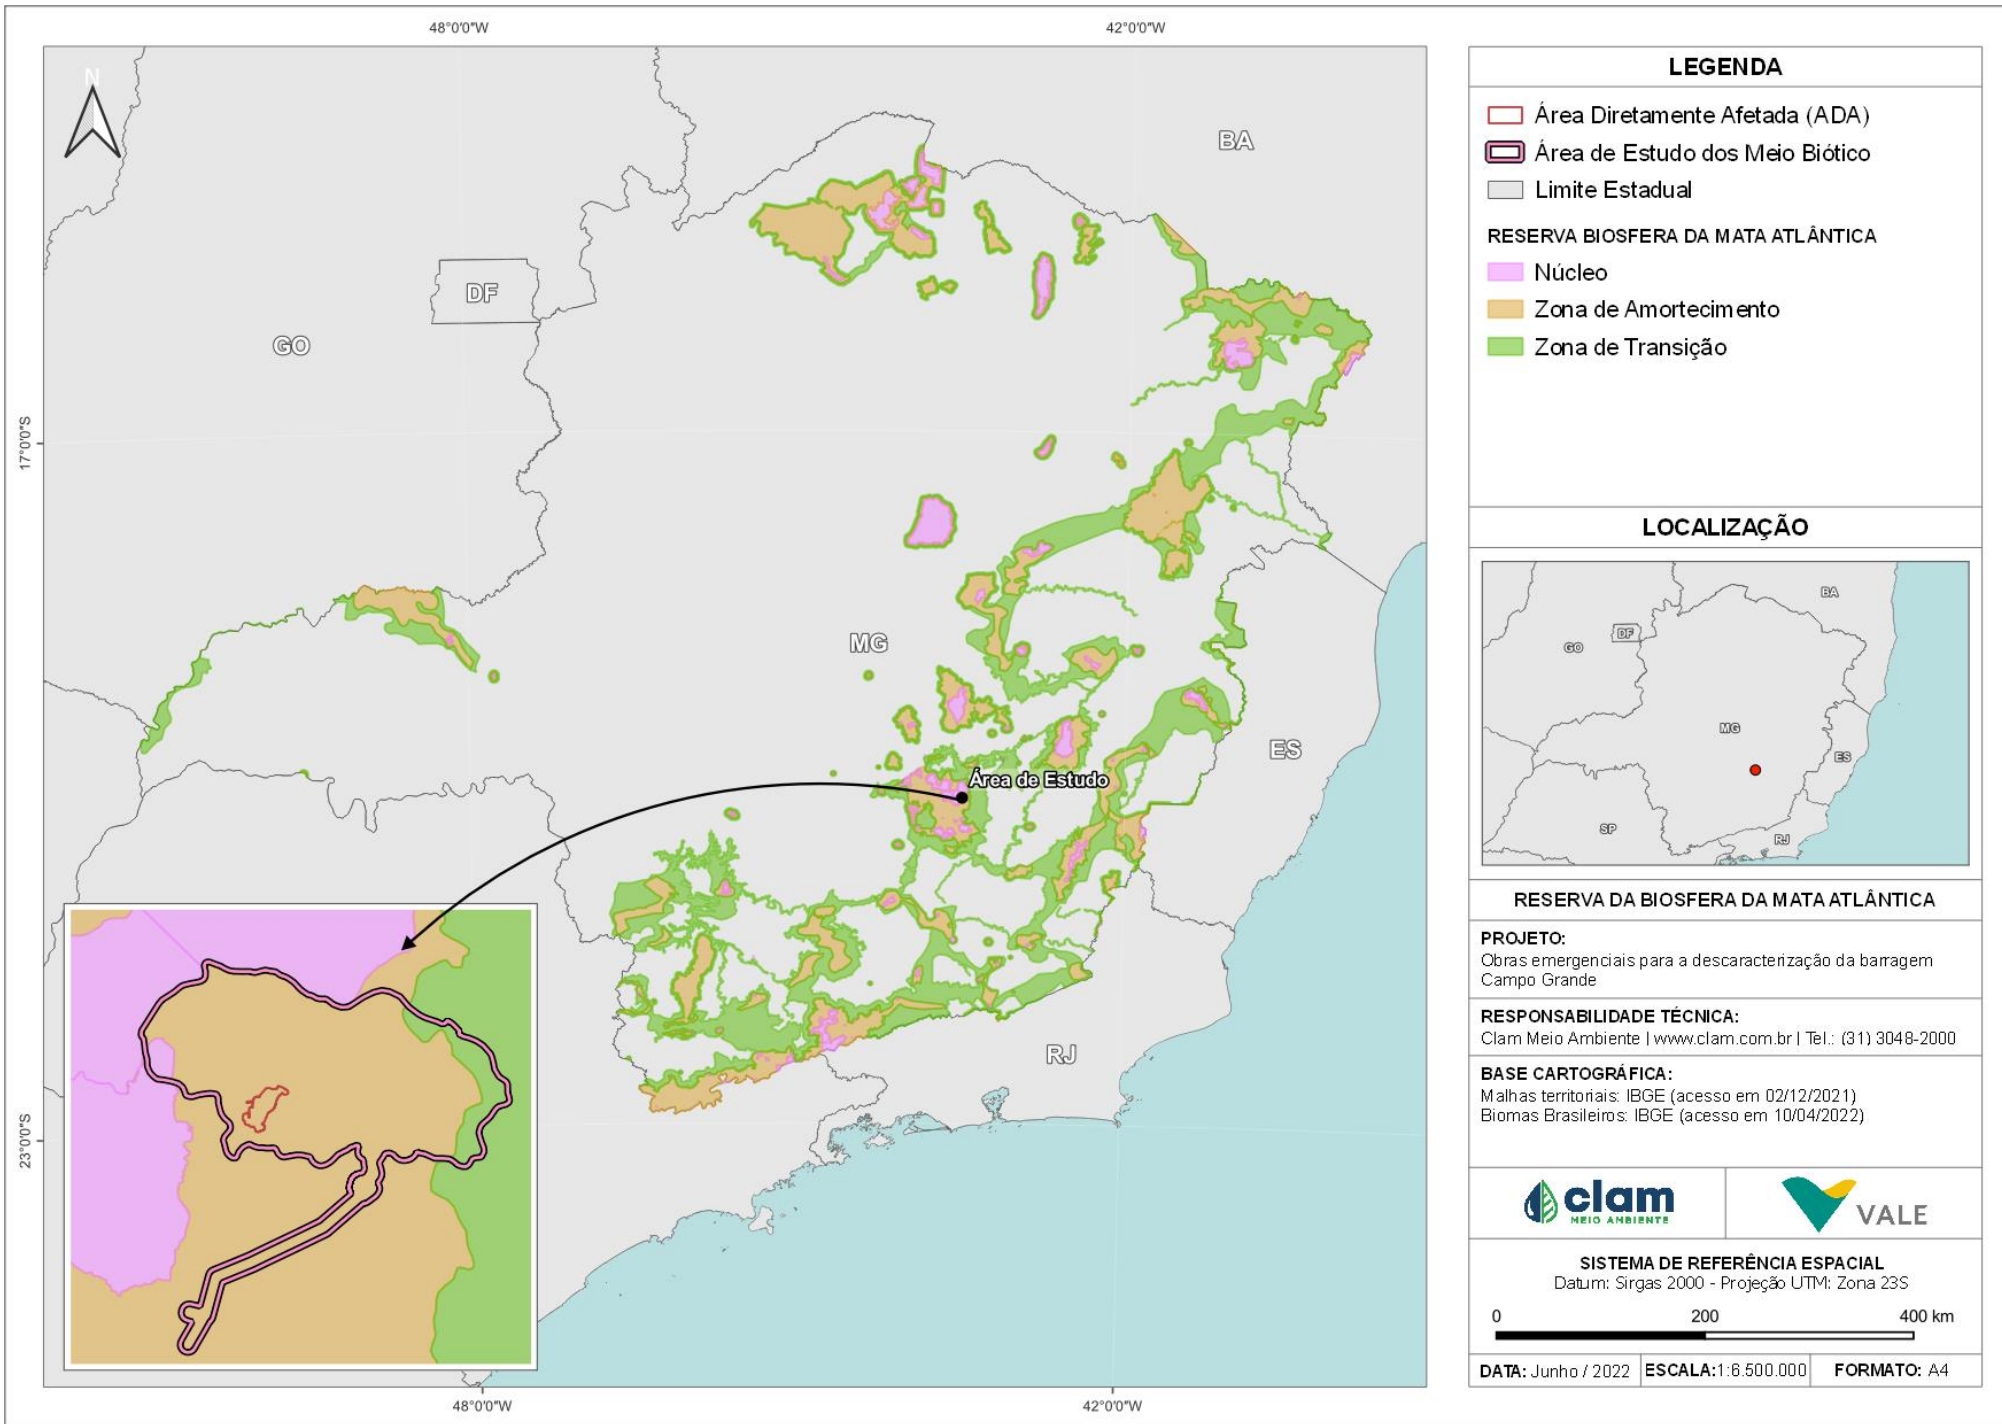 48°0'0"W
42°0'0"W
N
BA
DF
GO
17°0'0"S
MG
ES
Área de Estudo
RJ
23°0'0"S
48°0'0"W
42°0'0"W
LEGENDA
Área Diretamente Afetada (ADA)
Área de Estudo dos Meio Biótico
Limite Estadual
RESERVA BIOSFERA DA MATA ATLÂNTICA
Núcleo
Zona de Amortecimento
Zona de Transição
LOCALIZAÇÃO
BA
DF
GO
MG
ES
SP
RJ
RESERVA DA BIOSFERA DA MATA ATLÂNTICA
PROJETO:
Obras emergenciais para a descaracterização da barragem
Campo Grande
RESPONSABILIDADE TÉCNICA:
Clam Meio Ambiente | www.clam.com.br | Tel.: (31) 3048-2000
BASE CARTOGRÁFICA:
Malhas territoriais: IBGE (acesso em 02/12/2021)
Biomas Brasileiros: IBGE (acesso em 10/04/2022)
clam
MEIO AMBIENTE
VALE
SISTEMA DE REFERÊNCIA ESPACIAL
Datum: Sirgas 2000 - Projeção UTM: Zona 23S
0 200 400 km
DATA: Junho / 2022 ESCALA:1:6.500.000 FORMATO: A4